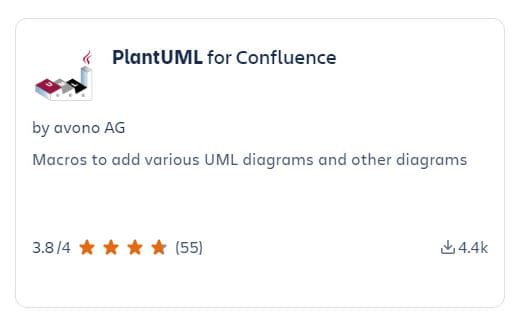 PlantUML for Confluence
by avono AG
Macros to add various UML diagrams and other diagrams
3.8/4 (55) 4.4k